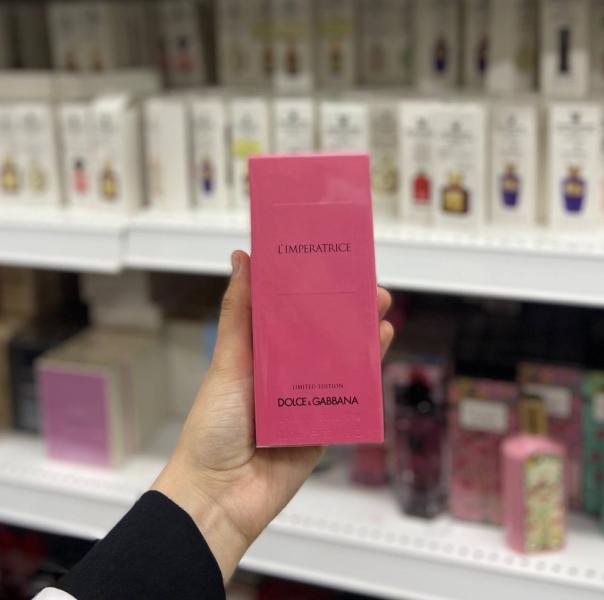 L'IMPERATRICE
LIMITED EDITION
DOLCE & GABBANA